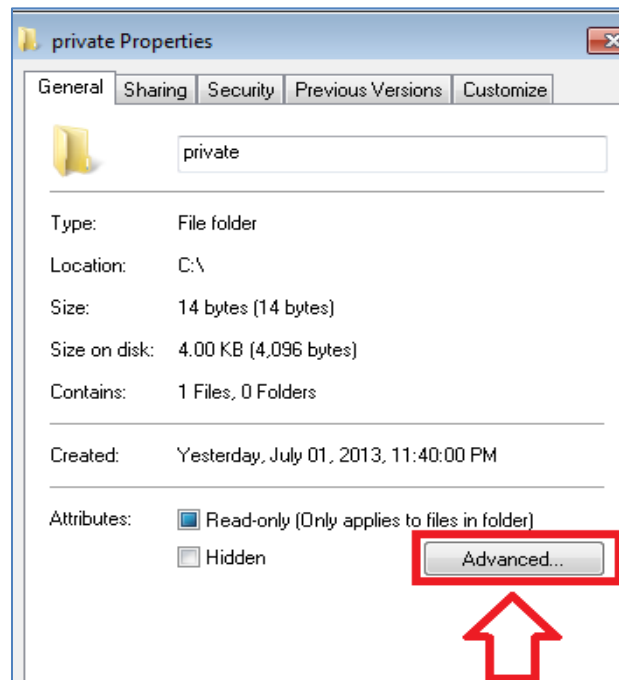 private Properties
General Sharing Security Previous Versions Customize
private
Type: File folder
Location: C:\
Size: 14 bytes (14 bytes)
Size on disk: 4.00 KB (4,096 bytes)
Contains: 1 Files, 0 Folders
Created: Yesterday, July 01, 2013, 11:40:00 PM
Attributes: Read-only (Only applies to files in folder)
Hidden Advanced...